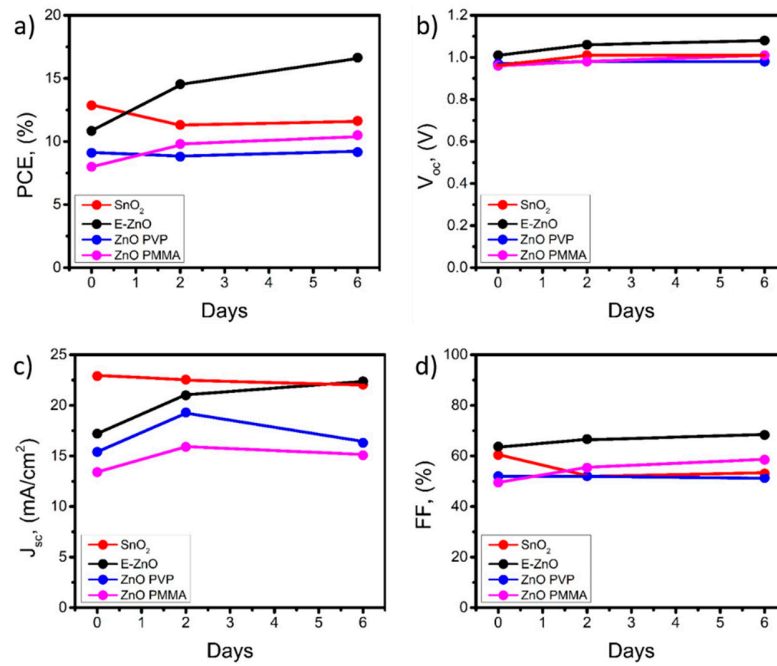 a)
PCE, (%)
20
15
10
5
0
SnO₂
E-ZnO
ZnO PVP
ZnO PMMA
0 1 2 3 4 5 6
Days
b)
Voc, (V)
1.2
1.0
0.8
0.6
0.4
0.2
0.0
SnO₂
E-ZnO
ZnO PVP
ZnO PMMA
0 1 2 3 4 5 6
Days
c)
Jsc, (mA/cm²)
25
20
15
10
5
0
SnO₂
E-ZnO
ZnO PVP
ZnO PMMA
0 1 2 3 4 5 6
Days
d)
FF, (%)
100
80
60
40
20
0
SnO₂
E-ZnO
ZnO PVP
ZnO PMMA
0 1 2 3 4 5 6
Days